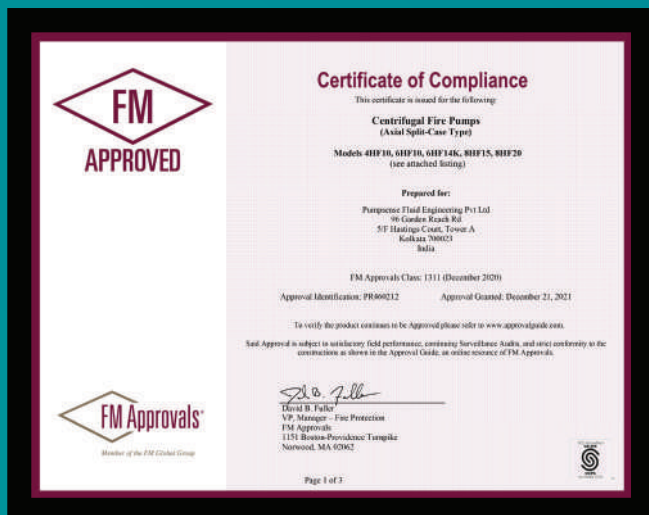 FM
APPROVED
Certificate of Compliance
This certificate is issued for the following:
Centrifugal Fire Pumps
(Axial Split-Case Type)
Models 4HF10, 6HF10, 6HF14K, 8HF15, 8HF20
(see attached listing)
Prepared for:
Pumpsense Fluid Engineering Pvt Ltd
96 Garden Reach Rd
5/F Hastings Court, Tower A
Kolkata 700023
India
FM Approvals Class: 1311 (December 2020)
Approval Identification: PR460212 Approval Granted: December 21, 2021
To verify the product continues to be Approved please refer to www.approvalguide.com.
Said Approval is subject to satisfactory field performance, continuing Surveillance Audits, and strict conformity to the
constructions as shown in the Approval Guide, an online resource of FM Approvals.
David B. Fuller
VP, Manager – Fire Protection
FM Approvals
1151 Boston-Providence Turnpike
Norwood, MA 02062
FM Approvals
Member of the FM Global Group
Page 1 of 3